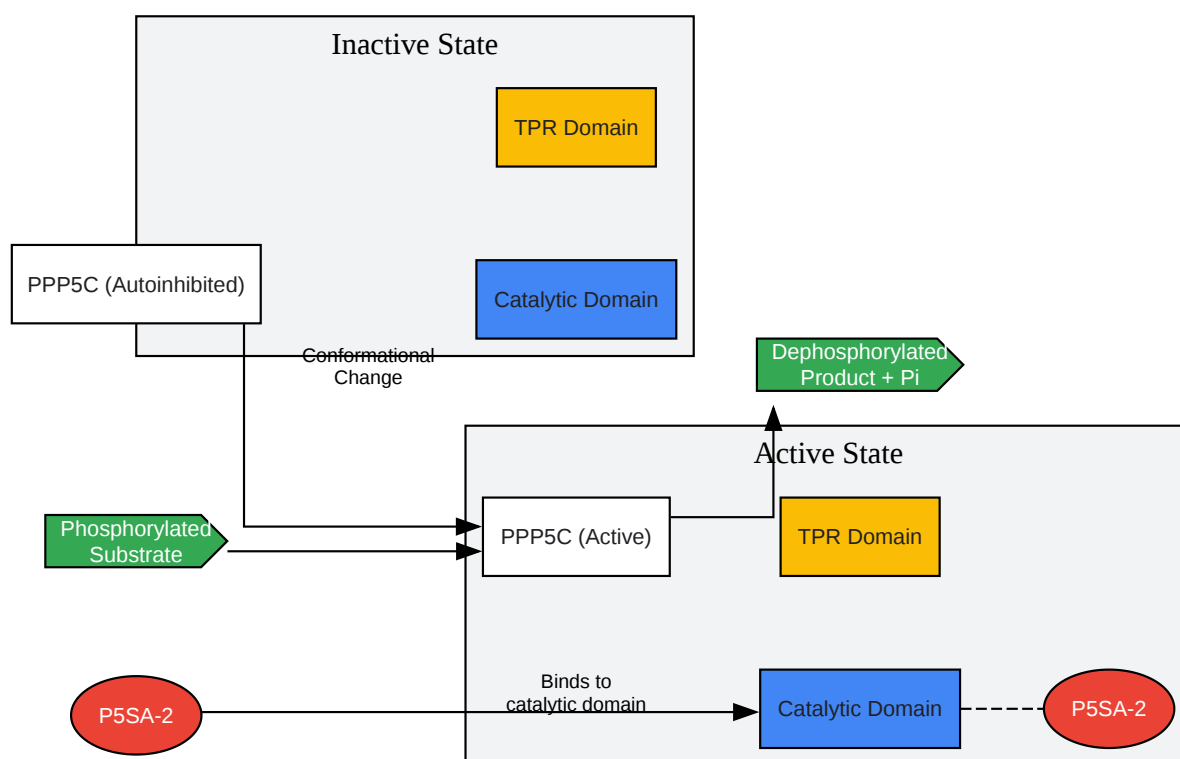 Inactive State
TPR Domain
PPP5C (Autoinhibited)
Catalytic Domain
Conformational
Change
Dephosphorylated
Product + Pi
Active State
Phosphorylated
Substrate
PPP5C (Active)
TPR Domain
P5SA-2
Binds to
catalytic domain
Catalytic Domain
P5SA-2